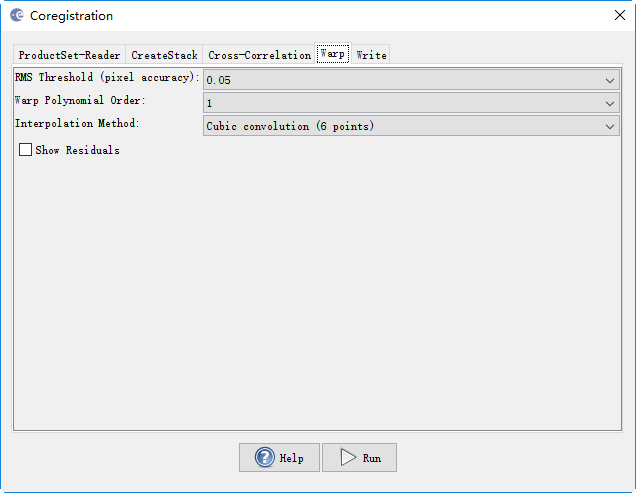 Coregistration
ProductSet-Reader CreateStack Cross-Correlation Warp Write
RMS Threshold (pixel accuracy): 0.05
Warp Polynomial Order: 1
Interpolation Method: Cubic convolution (6 points)
Show Residuals
Help Run